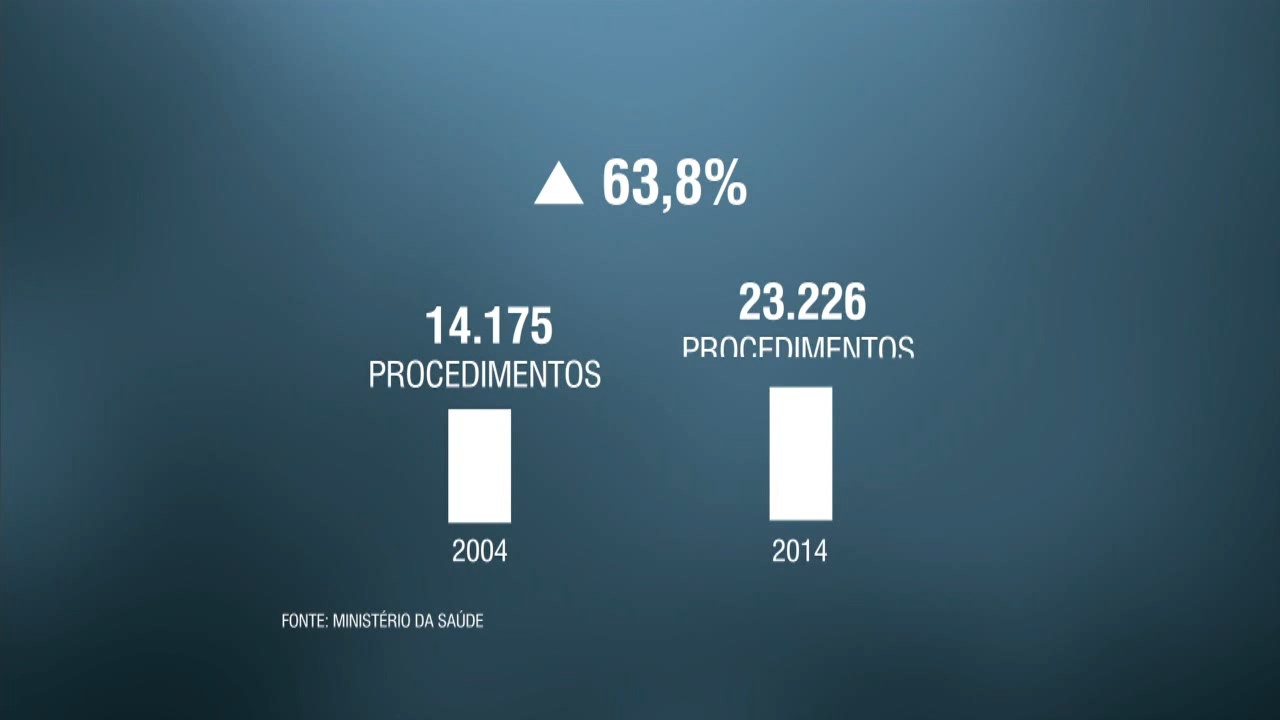 ▲ 63,8%
14.175
PROCEDIMENTOS
23.226
PROCEDIMENTOS
2004
2014
FONTE: MINISTÉRIO DA SAÚDE